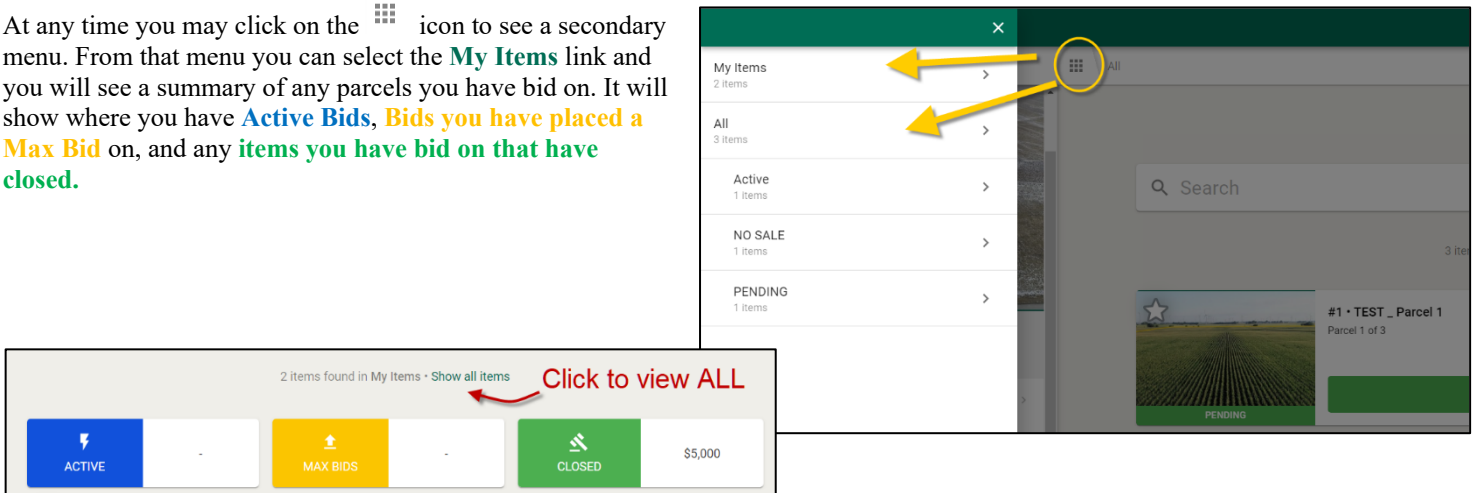 At any time you may click on the icon to see a secondary
menu. From that menu you can select the My Items link and
you will see a summary of any parcels you have bid on. It will
show where you have Active Bids, Bids you have placed a
Max Bid on, and any items you have bid on that have
closed.
My Items
2 items
All
3 items
Active
1 items
NO SALE
1 items
PENDING
1 items
All
Search
3 iter
#1 • TEST _ Parcel 1
Parcel 1 of 3
PENDING
2 items found in My Items • Show all items
Click to view ALL
ACTIVE
-
MAX BIDS
-
CLOSED
$5,000